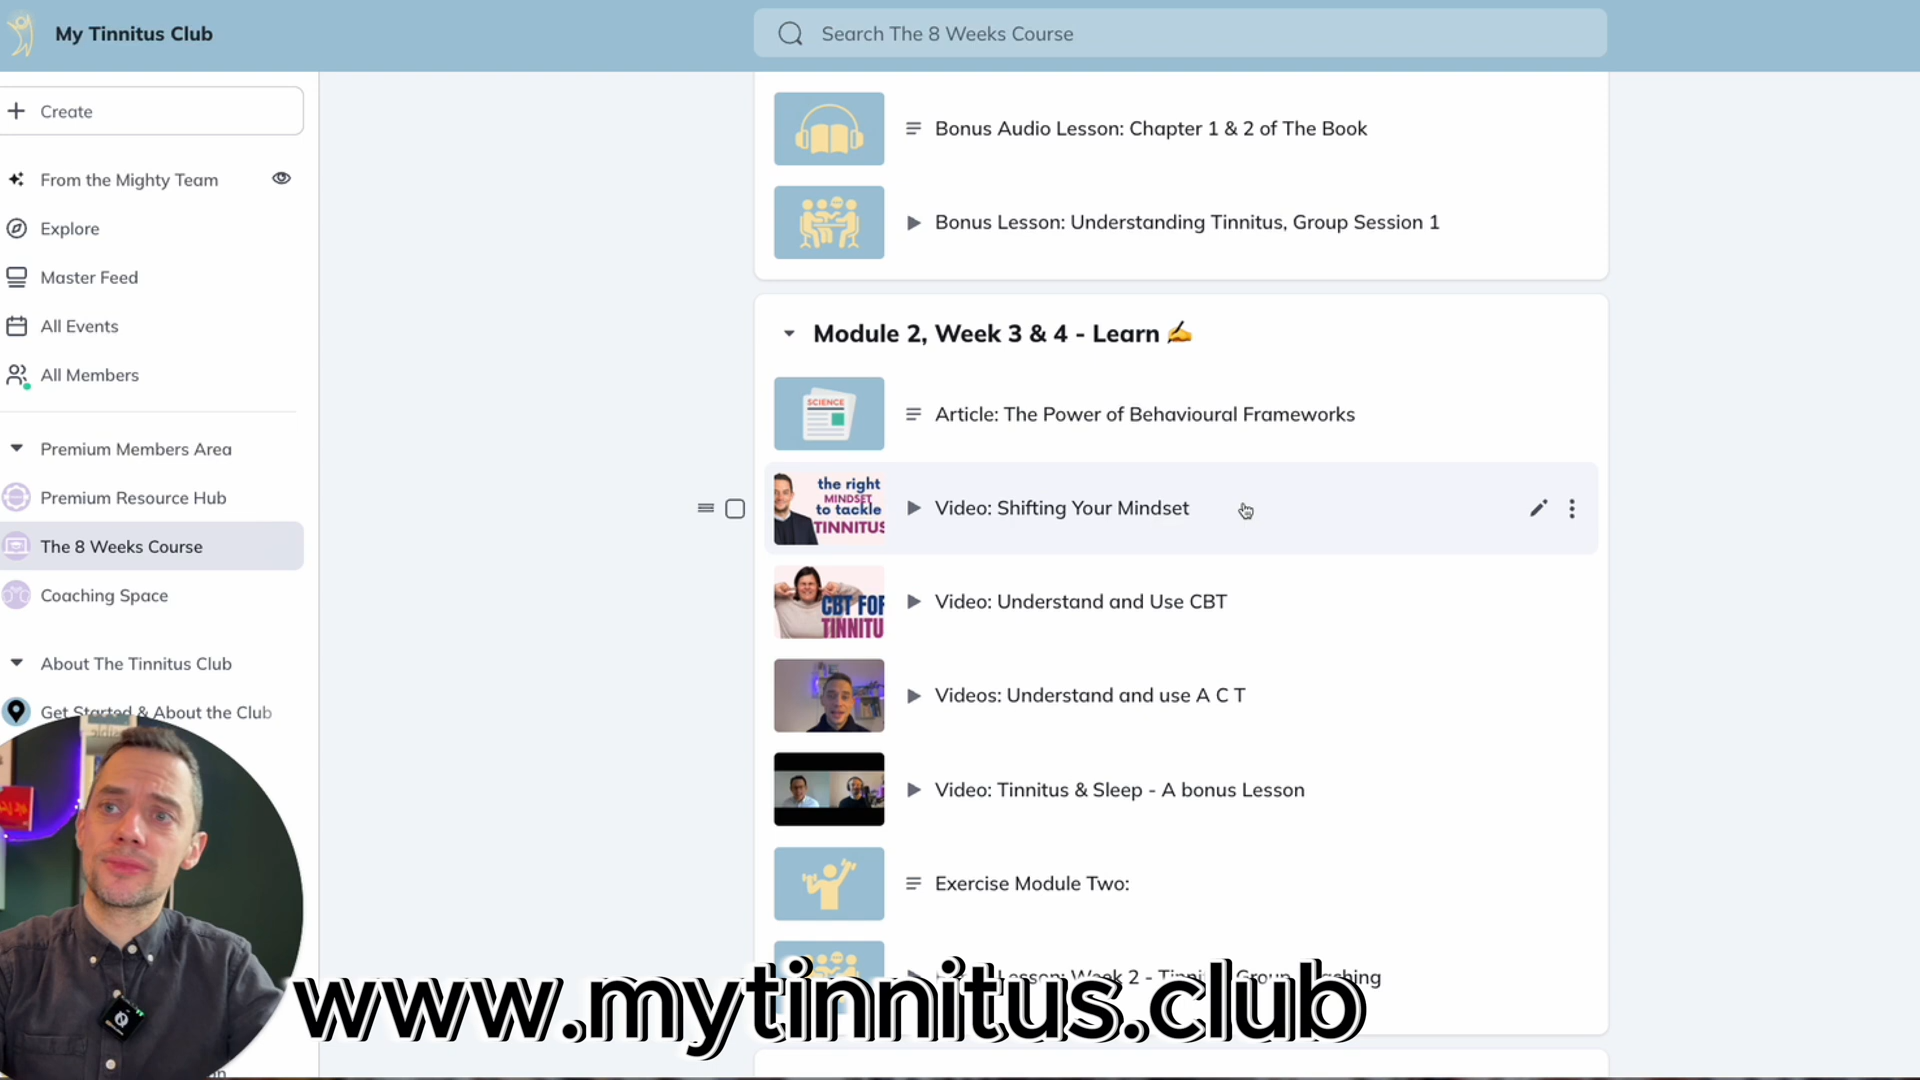 My Tinnitus Club
Search The 8 Weeks Course
Create
From the Mighty Team
Explore
Master Feed
All Events
All Members
Premium Members Area
Premium Resource Hub
The 8 Weeks Course
Coaching Space
About The Tinnitus Club
Get Started & About the Club
Bonus Audio Lesson: Chapter 1 & 2 of The Book
Bonus Lesson: Understanding Tinnitus, Group Session 1
Module 2, Week 3 & 4 - Learn ✍️
SCIENCE
Article: The Power of Behavioural Frameworks
the right
MINDSET
to tackle
TINNITUS
Video: Shifting Your Mindset
CBT FOR
TINNITU
Video: Understand and Use CBT
Videos: Understand and use A C T
Video: Tinnitus & Sleep - A bonus Lesson
Exercise Module Two:
Lesson: Week 2 - Group
www.mytinnitus.club